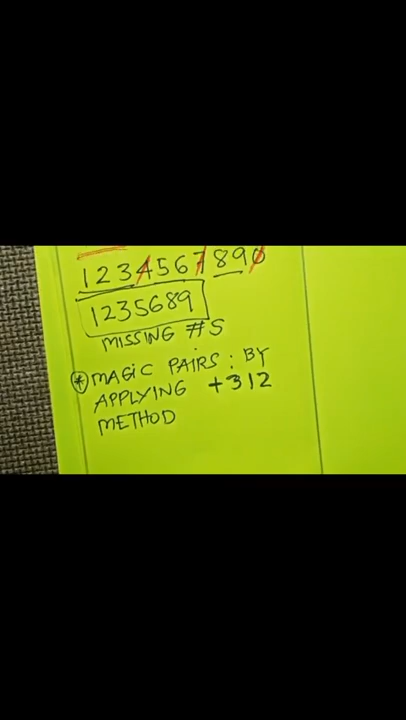 1234567890
1235689
MISSING #S
* MAGIC PAIRS : BY
APPLYING +312
METHOD